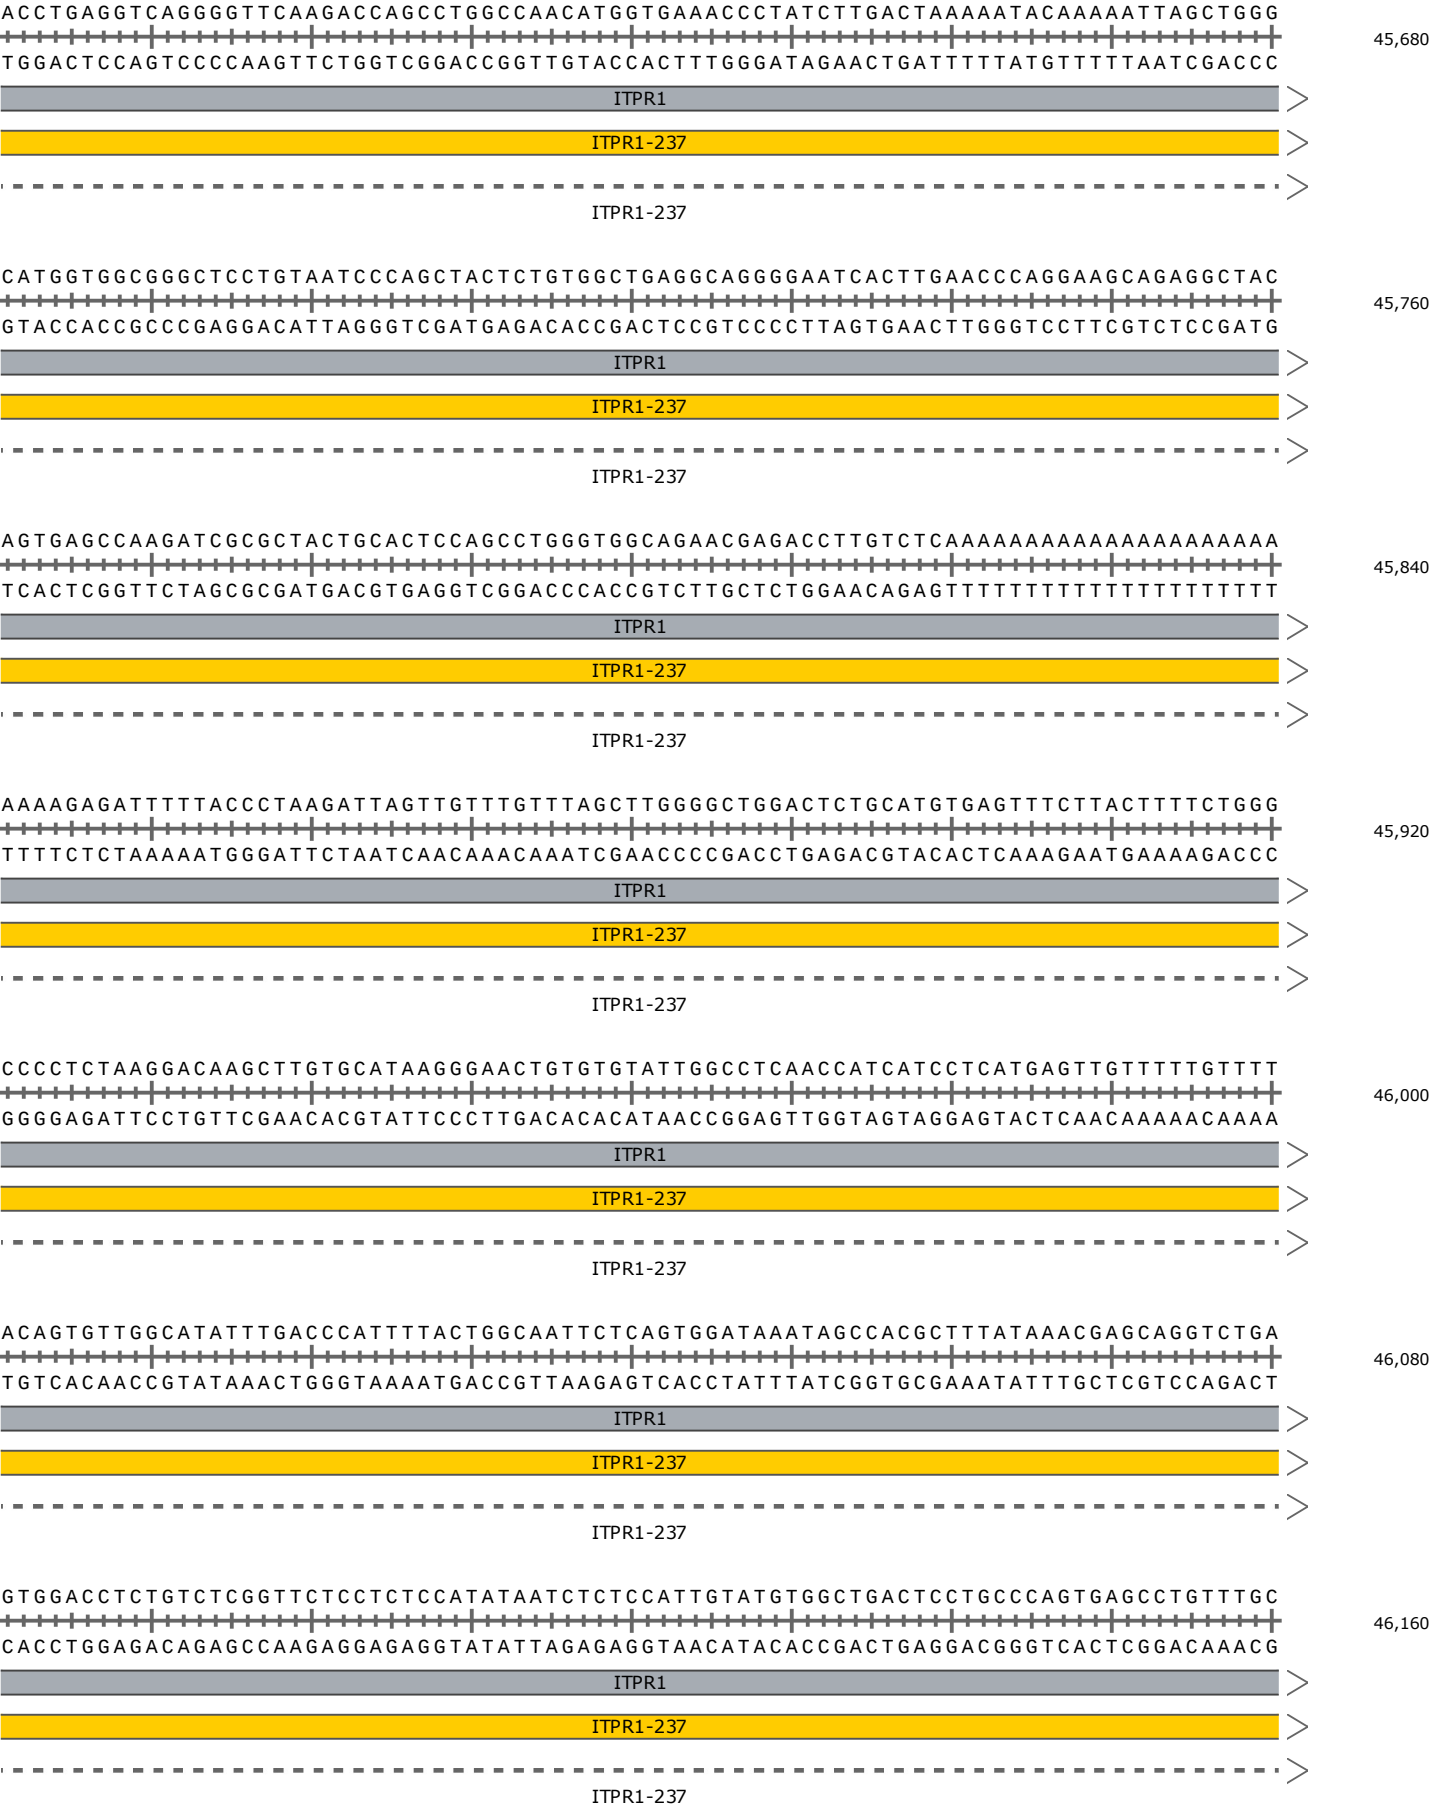 ACCTGAGGTCAGGGGTTCAAGACCAGCCTGGCCAACATGGTGAAACCCTATCTTGACTAAAAATACAAAAATTAGCTGGG
45,680
TGGACTCCAGTCCCCAAGTTCTGGTCGGACCGGTTGTACCACTTTGGGATAGAACTGATTTTTATGTTTTTAATCGACCC
ITPR1
ITPR1-237
ITPR1-237
CATGGTGGCGGGCTCCTGTAATCCCAGCTACTCTGTGGCTGAGGCAGGGGAATCACTTGAACCCAGGAAGCAGAGGCTAC
45,760
GTACCACCGCCCGAGGACATTAGGGTCGATGAGACACCGACTCCGTCCCCTTAGTGAACTTGGGTCCTTCGTCTCCGATG
ITPR1
ITPR1-237
ITPR1-237
AGTGAGCCAAGATCGCGCTACTGCACTCCAGCCTGGGTGGCAGAACGAGACCTTGTCTCAAAAAAAAAAAAAAAAAAAAA
45,840
TCACTCGGTTCTAGCGCGATGACGTGAGGTCGGACCCACCGTCTTGCTCTGGAACAGAGTTTTTTTTTTTTTTTTTTTTT
ITPR1
ITPR1-237
ITPR1-237
AAAAGAGATTTTTACCCTAAGATTAGTTGTTTGTTTAGCTTGGGGCTGGACTCTGCATGTGAGTTTCTTACTTTTCTGGG
45,920
TTTTCTCTAAAAATGGGATTCTAATCAACAAACAAATCGAACCCCGACCTGAGACGTACACTCAAAGAATGAAAAGACCC
ITPR1
ITPR1-237
ITPR1-237
CCCCTCTAAGGACAAGCTTGTGCATAAGGGAACTGTGTGTATTGGCCTCAACCATCATCCTCATGAGTTGTTTTTGTTTT
46,000
GGGGAGATTCCTGTTCGAACACGTATTCCCTTGACACACATAACCGGAGTTGGTAGTAGGAGTACTCAACAAAAACAAAA
ITPR1
ITPR1-237
ITPR1-237
ACAGTGTTGGCATATTTGACCCATTTTACTGGCAATTCTCAGTGGATAAATAGCCACGCTTTATAAACGAGCAGGTCTGA
46,080
TGTCACAACCGTATAAACTGGGTAAAATGACCGTTAAGAGTCACCTATTTATCGGTGCGAAATATTTGCTCGTCCAGACT
ITPR1
ITPR1-237
ITPR1-237
GTGGACCTCTGTCTCGGTTCTCCTCTCCATATAATCTCTCCATTGTATGTGGCTGACTCCTGCCCAGTGAGCCTGTTTGC
46,160
CACCTGGAGACAGAGCCAAGAGGAGAGGTATATTAGAGAGGTAACATACACCGACTGAGGACGGGTCACTCGGACAAACG
ITPR1
ITPR1-237
ITPR1-237